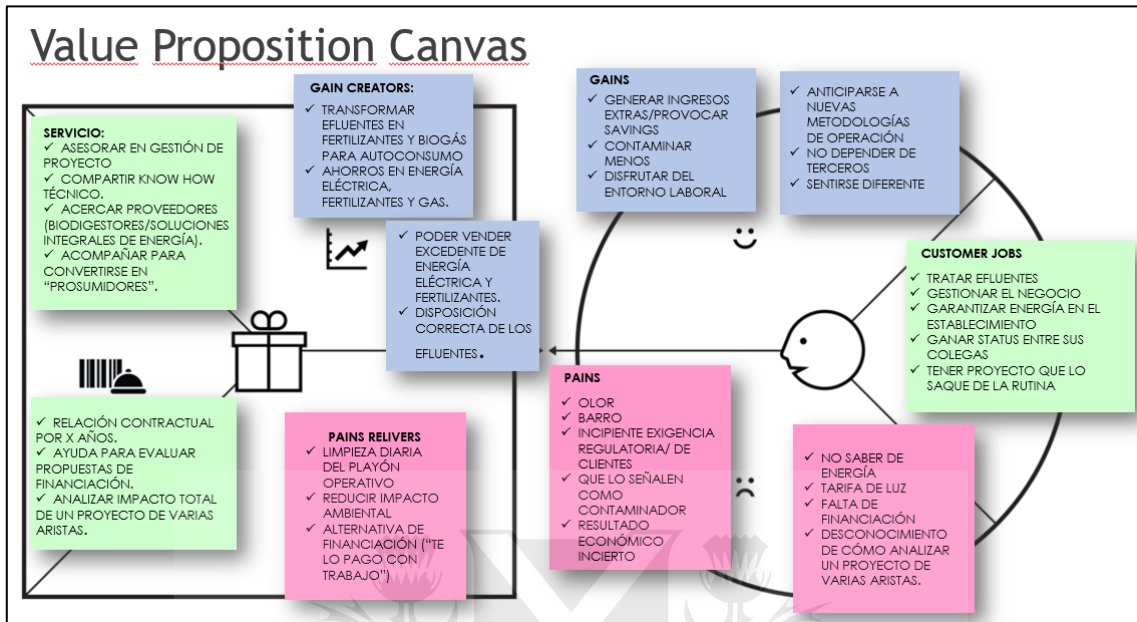 Value Proposition Canvas
SERVICIO:
✓ ASESORAR EN GESTIÓN DE
PROYECTO
✓ COMPARTIR KNOW HOW
TÉCNICO.
✓ ACERCAR PROVEEDORES
(BIODIGESTORES/SOLUCIONES
INTEGRALES DE ENERGÍA).
✓ ACOMPAÑAR PARA
CONVERTIRSE EN
“PROSUMIDORES”.
✓ RELACIÓN CONTRACTUAL
POR X AÑOS.
✓ AYUDA PARA EVALUAR
PROPUESTAS DE
FINANCIACIÓN.
✓ ANALIZAR IMPACTO TOTAL
DE UN PROYECTO DE VARIAS
ARISTAS.
GAIN CREATORS:
✓ TRANSFORMAR
EFLUENTES EN
FERTILIZANTES Y BIOGÁS
PARA AUTOCONSUMO
✓ AHORROS EN ENERGÍA
ELÉCTRICA,
FERTILIZANTES Y GAS.
✓ PODER VENDER
EXCEDENTE DE
ENERGÍA
ELÉCTRICA Y
FERTILIZANTES.
✓ DISPOSICIÓN
CORRECTA DE LOS
EFLUENTES.
PAINS RELIVERS
✓ LIMPIEZA DIARIA
DEL PLAYÓN
OPERATIVO
✓ REDUCIR IMPACTO
AMBIENTAL
✓ ALTERNATIVA DE
FINANCIACIÓN (“TE
LO PAGO CON
TRABAJO”)
GAINS
✓ GENERAR INGRESOS
EXTRAS/PROVOCAR
SAVINGS
✓ CONTAMINAR
MENOS
✓ DISFRUTAR DEL
ENTORNO LABORAL
✓ ANTICIPARSE A
NUEVAS
METODOLOGÍAS
DE OPERACIÓN
✓ NO DEPENDER DE
TERCEROS
✓ SENTIRSE DIFERENTE
CUSTOMER JOBS
✓ TRATAR EFLUENTES
✓ GESTIONAR EL NEGOCIO
✓ GARANTIZAR ENERGÍA EN EL
ESTABLECIMIENTO
✓ GANAR STATUS ENTRE SUS
COLEGAS
✓ TENER PROYECTO QUE LO
SAQUE DE LA RUTINA
PAINS
✓ OLOR
✓ BARRO
✓ INCIPIENTE EXIGENCIA
REGULATORIA/ DE
CLIENTES
✓ QUE LO SEÑALEN
COMO
CONTAMINADOR
✓ RESULTADO
ECONÓMICO
INCIERTO
✓ NO SABER DE
ENERGÍA
✓ TARIFA DE LUZ
✓ FALTA DE
FINANCIACIÓN
✓ DESCONOCIMIENTO
DE CÓMO ANALIZAR
UN PROYECTO DE
VARIAS ARISTAS.